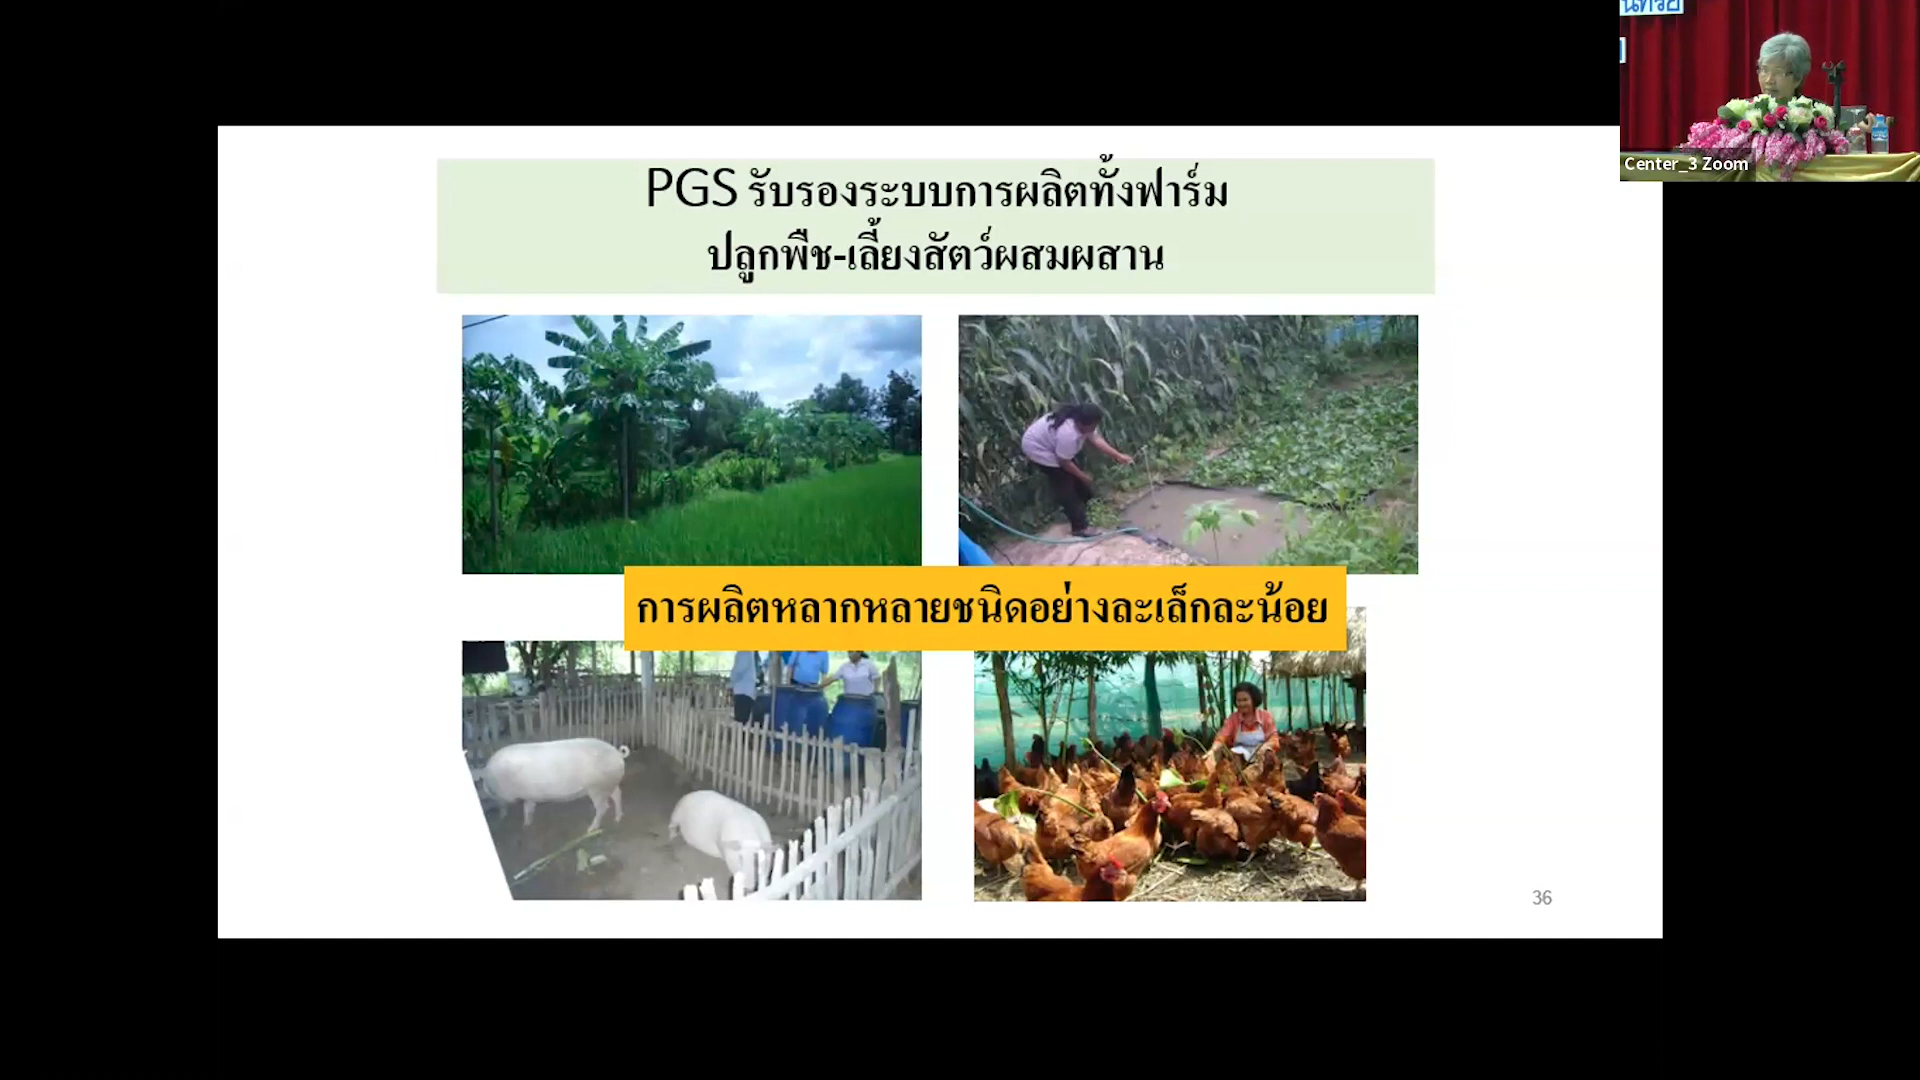 PGS รับรองระบบการผลิตทั้งฟาร์ม
ปลูกพืช-เลี้ยงสัตว์ผสมผสาน
การผลิตหลากหลายชนิดอย่างละเล็กละน้อย
36
Center_3 Zoom